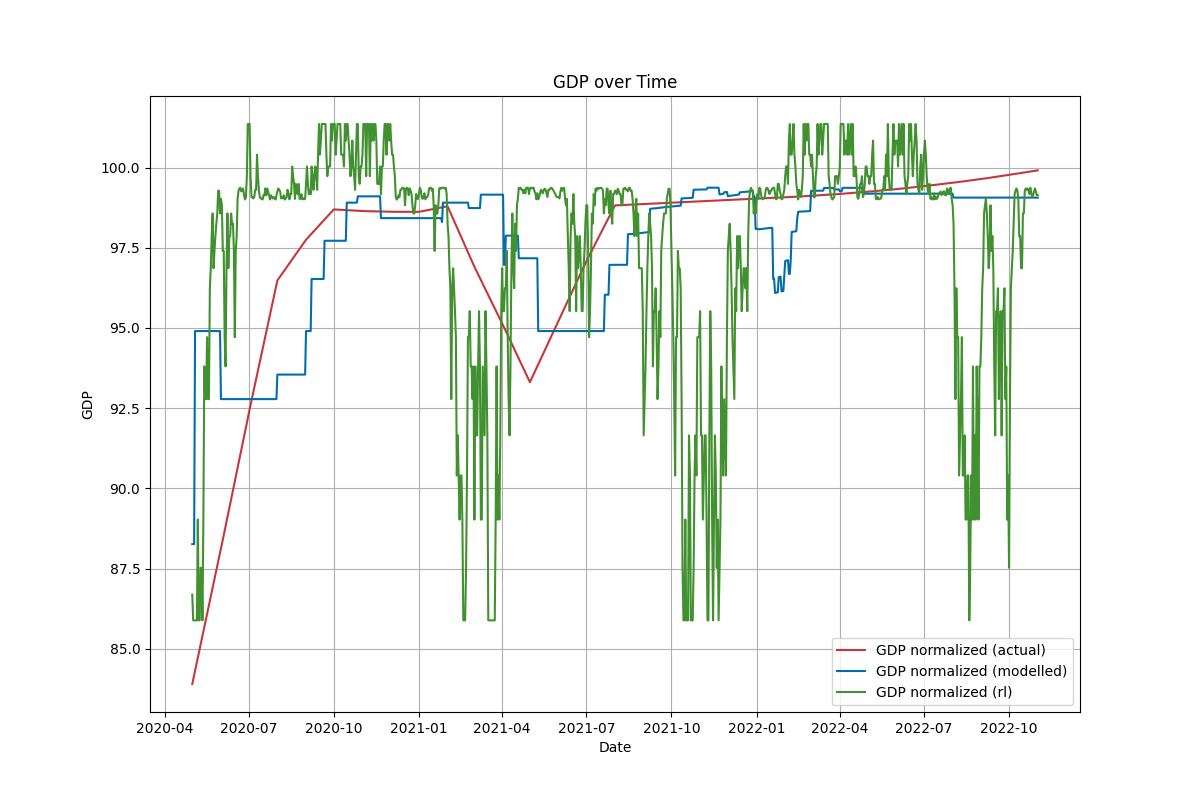 GDP over Time
GDP
100.0
97.5
95.0
92.5
90.0
87.5
85.0
GDP normalized (actual)
GDP normalized (modelled)
GDP normalized (rl)
2020-04 2020-07 2020-10 2021-01 2021-04 2021-07 2021-10 2022-01 2022-04 2022-07 2022-10
Date